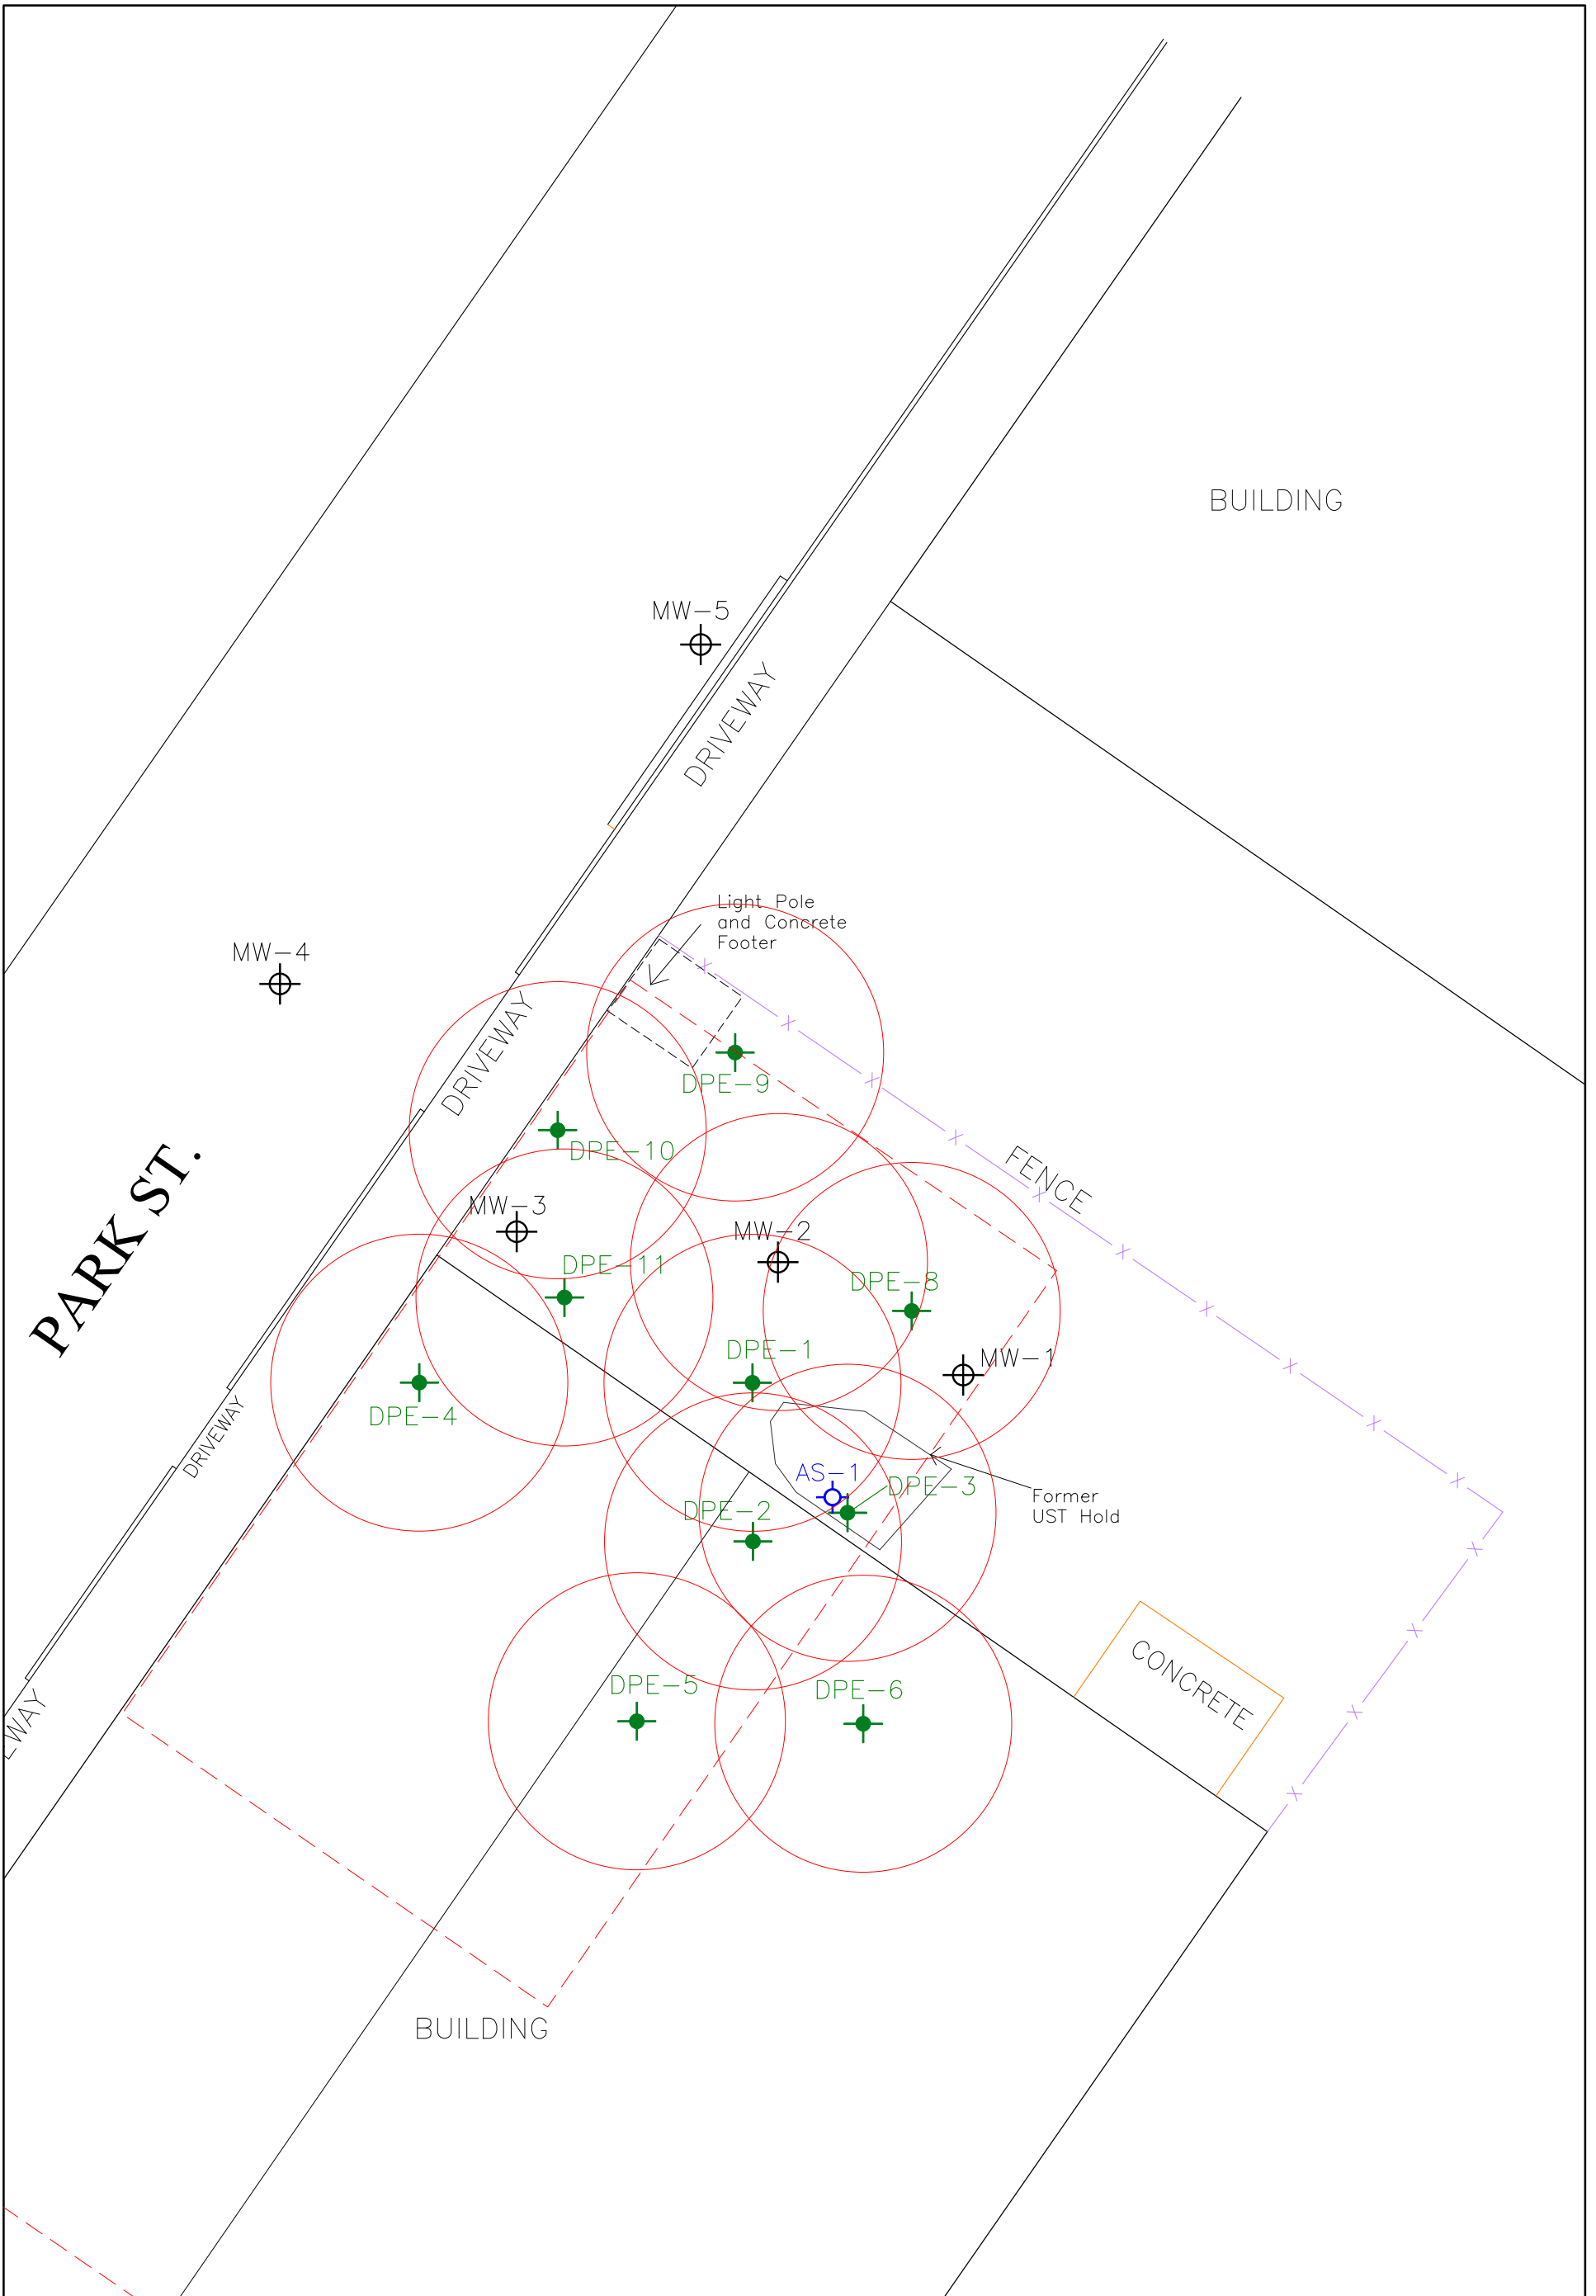 BUILDING
MW-5
DRIVEWAY
Light Pole
and Concrete
Footer
MW-4
DRIVEWAY
DPE-9
DPE-10
FENCE
PARK ST.
MW-3
MW-2
DPE-11
DPE-8
DPE-1
MW-1
DPE-4
DRIVEWAY
AS-1
DPE-3
Former
UST Hold
DPE-2
CONCRETE
DPE-5
DPE-6
WAY
BUILDING